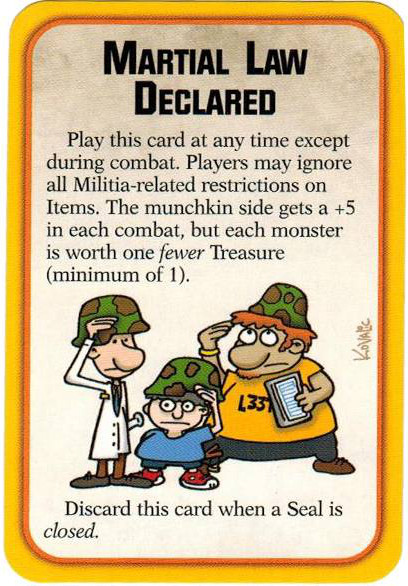 MARTIAL LAW
DECLARED
Play this card at any time except
during combat. Players may ignore
all Militia-related restrictions on
Items. The munchkin side gets a +5
in each combat, but each monster
is worth one fewer Treasure
(minimum of 1).
KOVALIC
L337
Discard this card when a Seal is
closed.